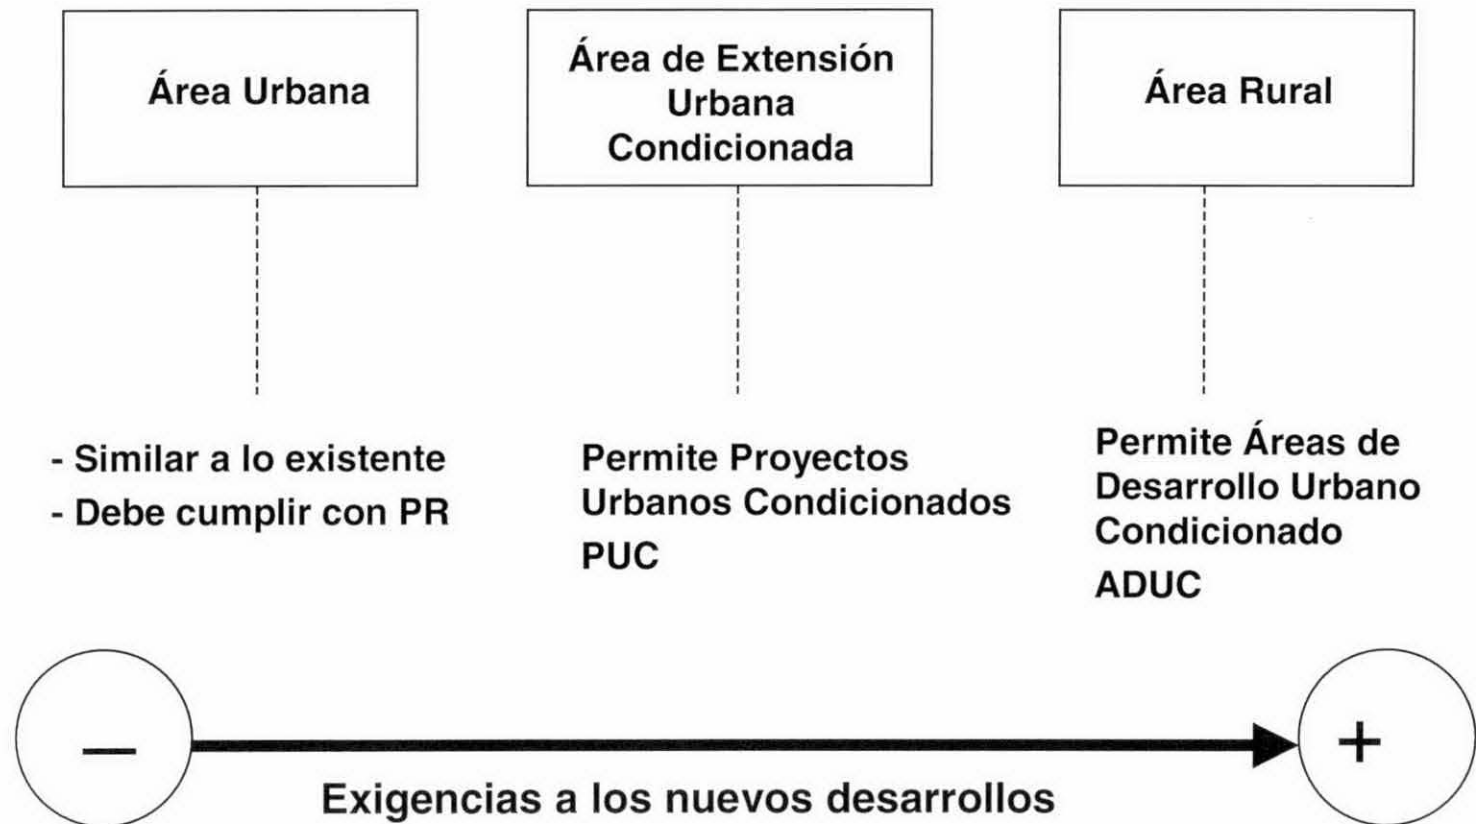 Área Urbana
Área de Extensión
Urbana
Condicionada
Área Rural
- Similar a lo existente
- Debe cumplir con PR
Permite Proyectos
Urbanos Condicionados
PUC
Permite Áreas de
Desarrollo Urbano
Condicionado
ADUC
—
+
Exigencias a los nuevos desarrollos